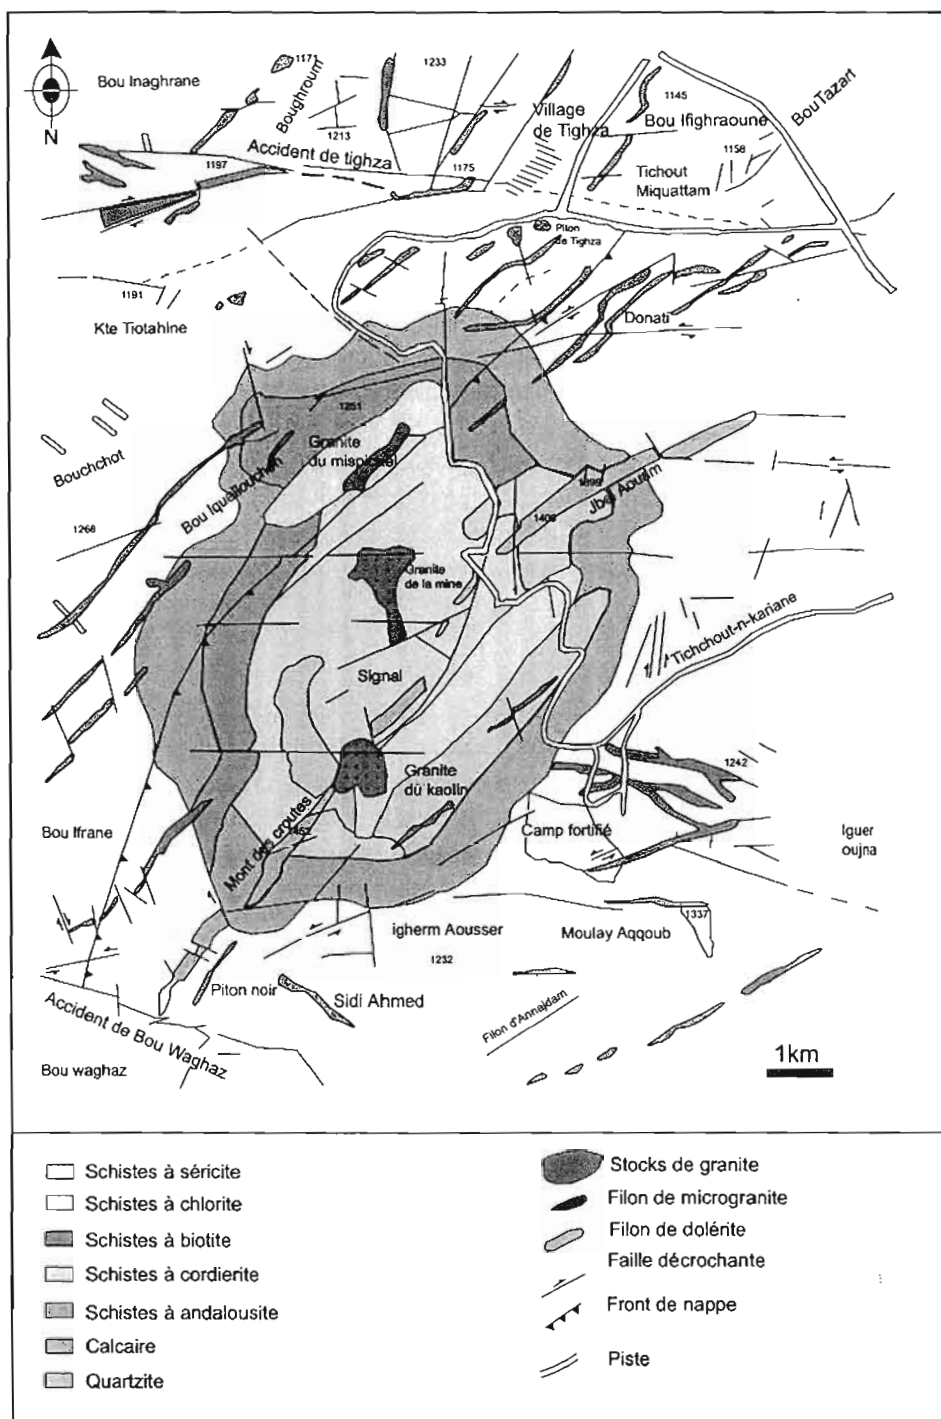 Bou Inaghrane
1171
Boughroum
1233
1213
Village
de Tighza
1145
Bou Ifighraoune
Bou Tazart
N
Accident de tighza
1197
1175
1158
Tichout
Miquattam
Piton
de Tighza
1191
Kte Tiotahine
Donati
1251
Granite
du mispickel
Bouchchot
1268
1408
Jbel Aouam
Granite
de la mine
Tichchout-n-kariane
Signal
Granite
dû kaolin
1242
Bou Ifrane
Mont des croutes
1452
Camp fortifié
Iguer
oujna
igherm Aousser
Moulay Aqqoub
1337
1232
Piton noir
Sidi Ahmed
Accident de Bou Waghaz
Filon d'Annajdam
Bou waghaz
1km
Schistes à séricite
Schistes à chlorite
Schistes à biotite
Schistes à cordierite
Schistes à andalousite
Calcaire
Quartzite
Stocks de granite
Filon de microgranite
Filon de dolérite
Faille décrochante
Front de nappe
Piste